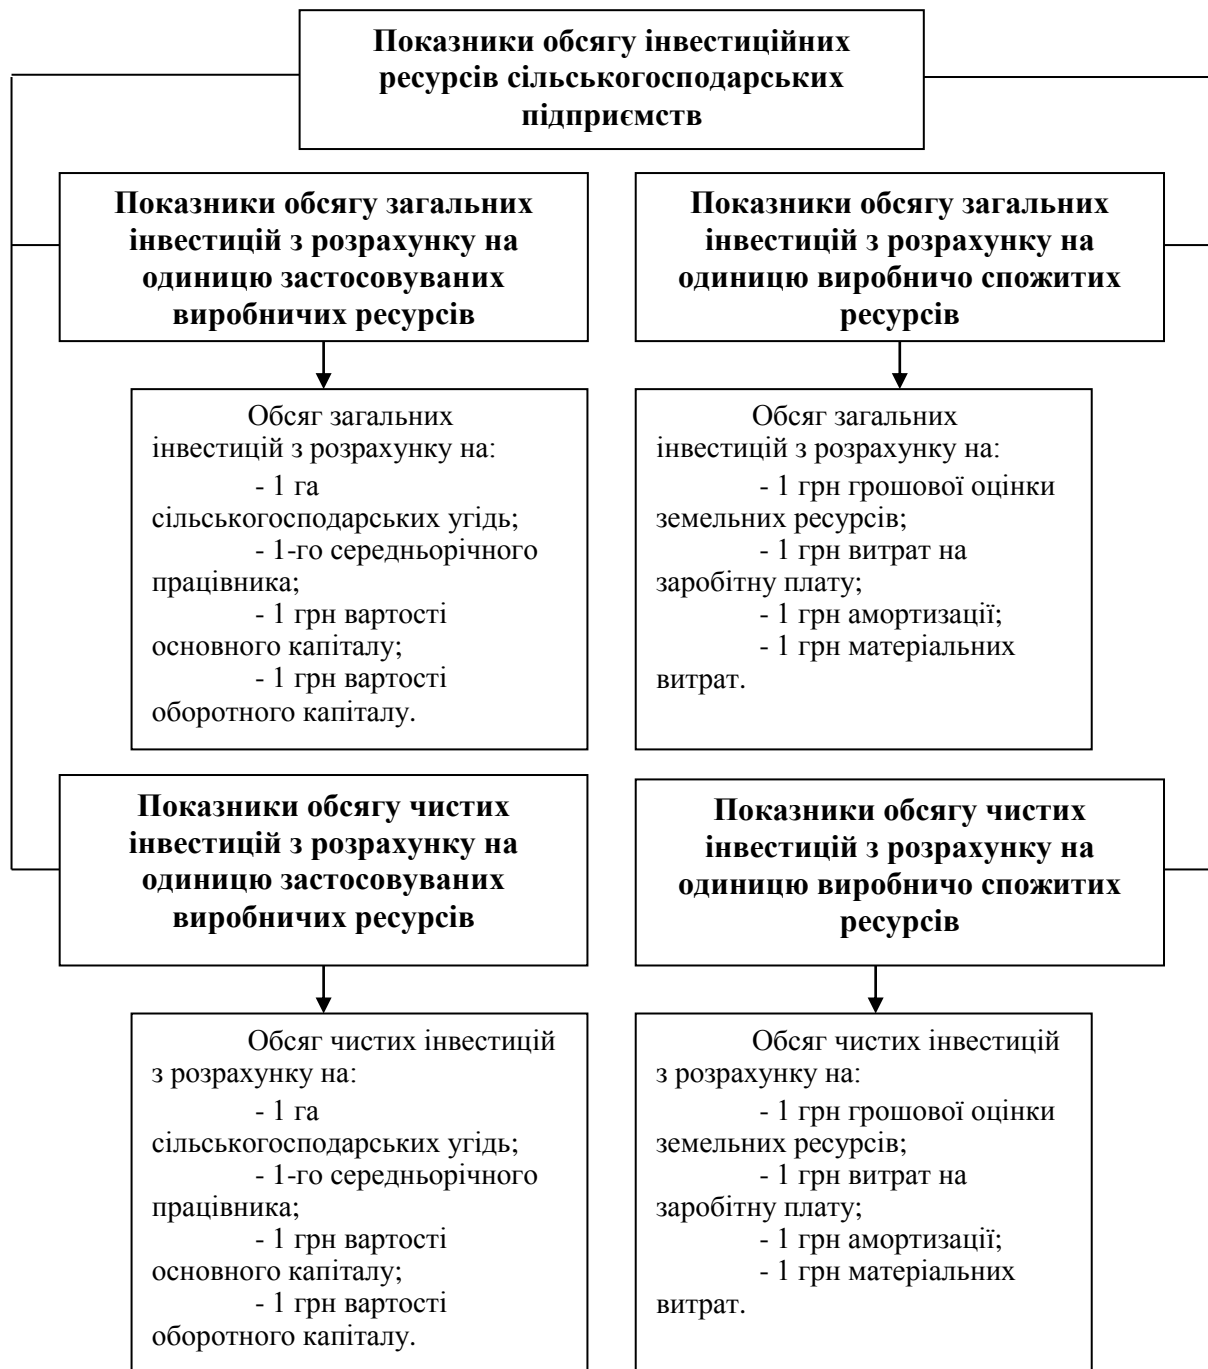 Показники обсягу інвестиційних
ресурсів сільськогосподарських
підприємств
Показники обсягу загальних
інвестицій з розрахунку на
одиницю застосовуваних
виробничих ресурсів
Показники обсягу загальних
інвестицій з розрахунку на
одиницю виробничо спожитих
ресурсів
Обсяг загальних
інвестицій з розрахунку на:
- 1 га
сільськогосподарських угідь;
- 1-го середньорічного
працівника;
- 1 грн вартості
основного капіталу;
- 1 грн вартості
оборотного капіталу.
Обсяг загальних
інвестицій з розрахунку на:
- 1 грн грошової оцінки
земельних ресурсів;
- 1 грн витрат на
заробітну плату;
- 1 грн амортизації;
- 1 грн матеріальних
витрат.
Показники обсягу чистих
інвестицій з розрахунку на
одиницю застосовуваних
виробничих ресурсів
Показники обсягу чистих
інвестицій з розрахунку на
одиницю виробничо спожитих
ресурсів
Обсяг чистих інвестицій
з розрахунку на:
- 1 га
сільськогосподарських угідь;
- 1-го середньорічного
працівника;
- 1 грн вартості
основного капіталу;
- 1 грн вартості
оборотного капіталу.
Обсяг чистих інвестицій
з розрахунку на:
- 1 грн грошової оцінки
земельних ресурсів;
- 1 грн витрат на
заробітну плату;
- 1 грн амортизації;
- 1 грн матеріальних
витрат.